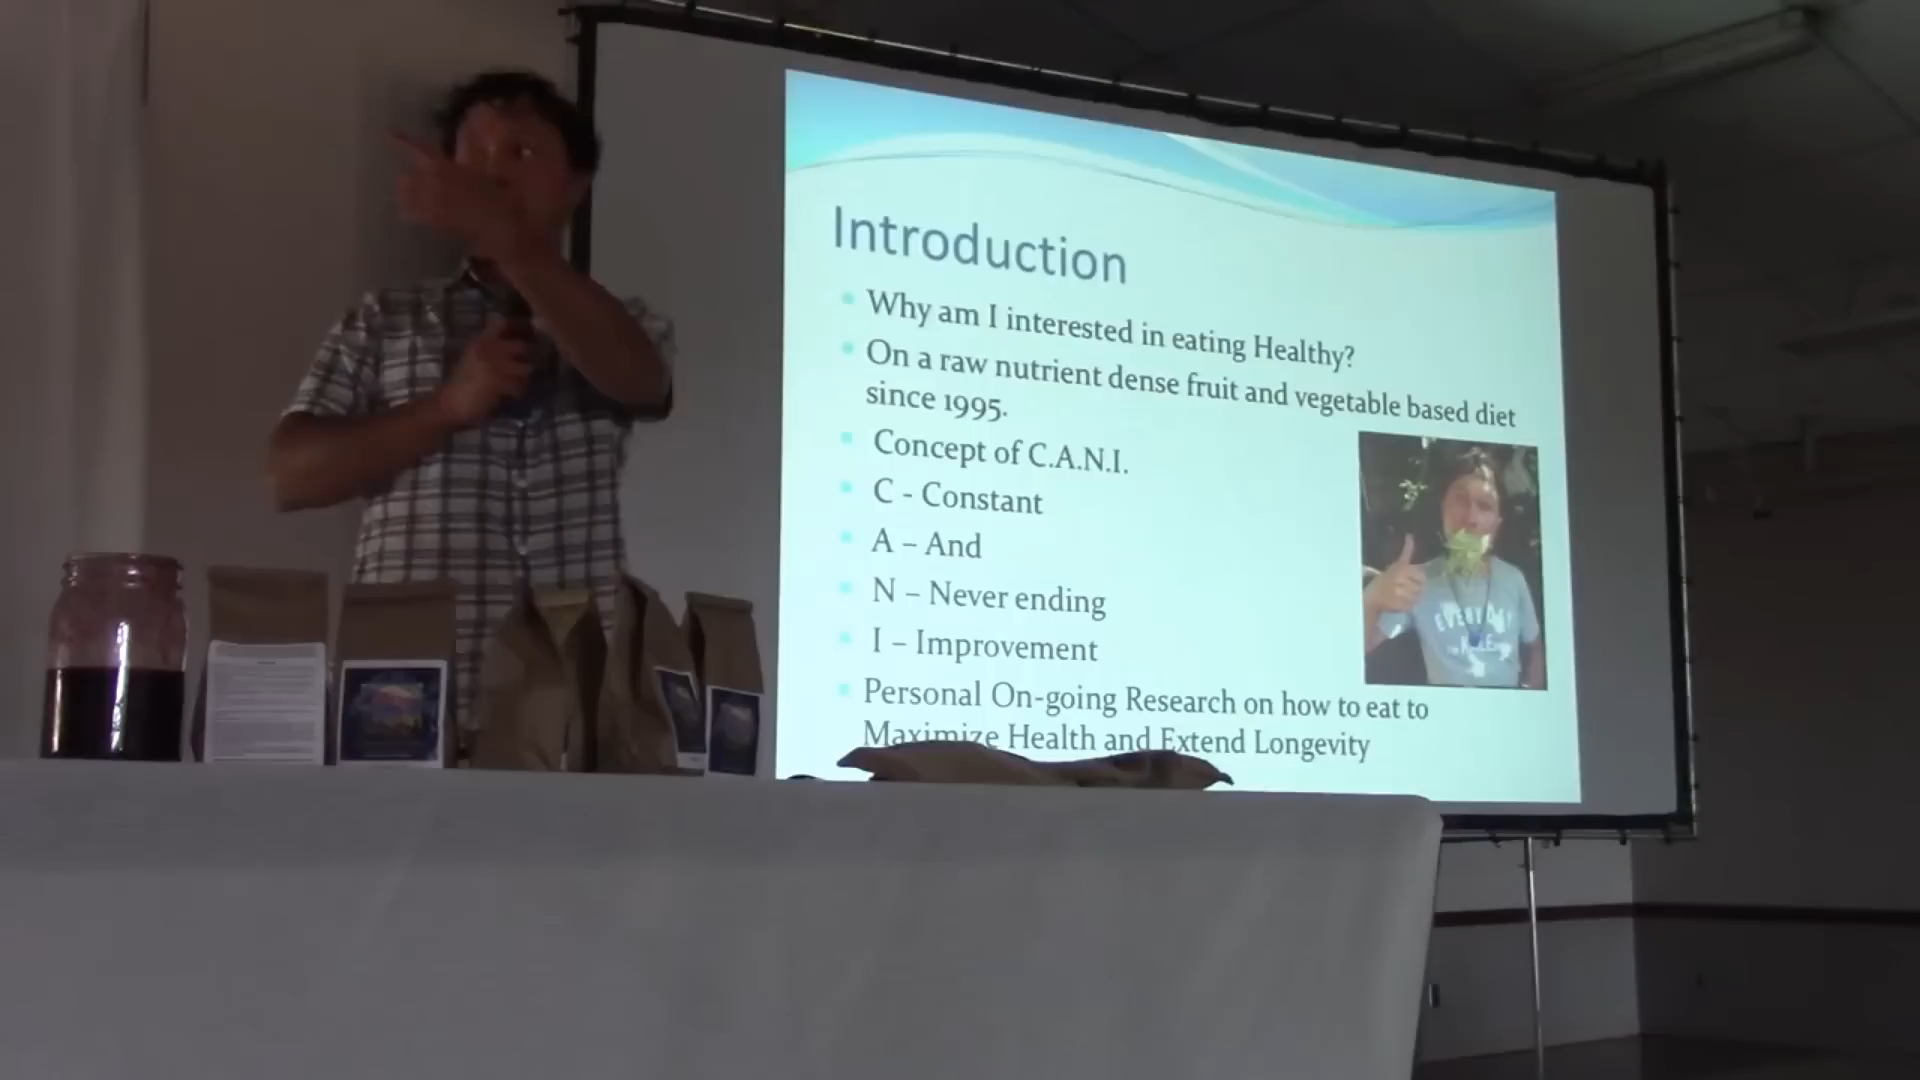 Introduction
Why am I interested in eating Healthy?
On a raw nutrient dense fruit and vegetable based diet
since 1995.
Concept of C.A.N.I.
C - Constant
A – And
N – Never ending
I – Improvement
Personal On-going Research on how to eat to
Maximize Health and Extend Longevity
EVERYDAY